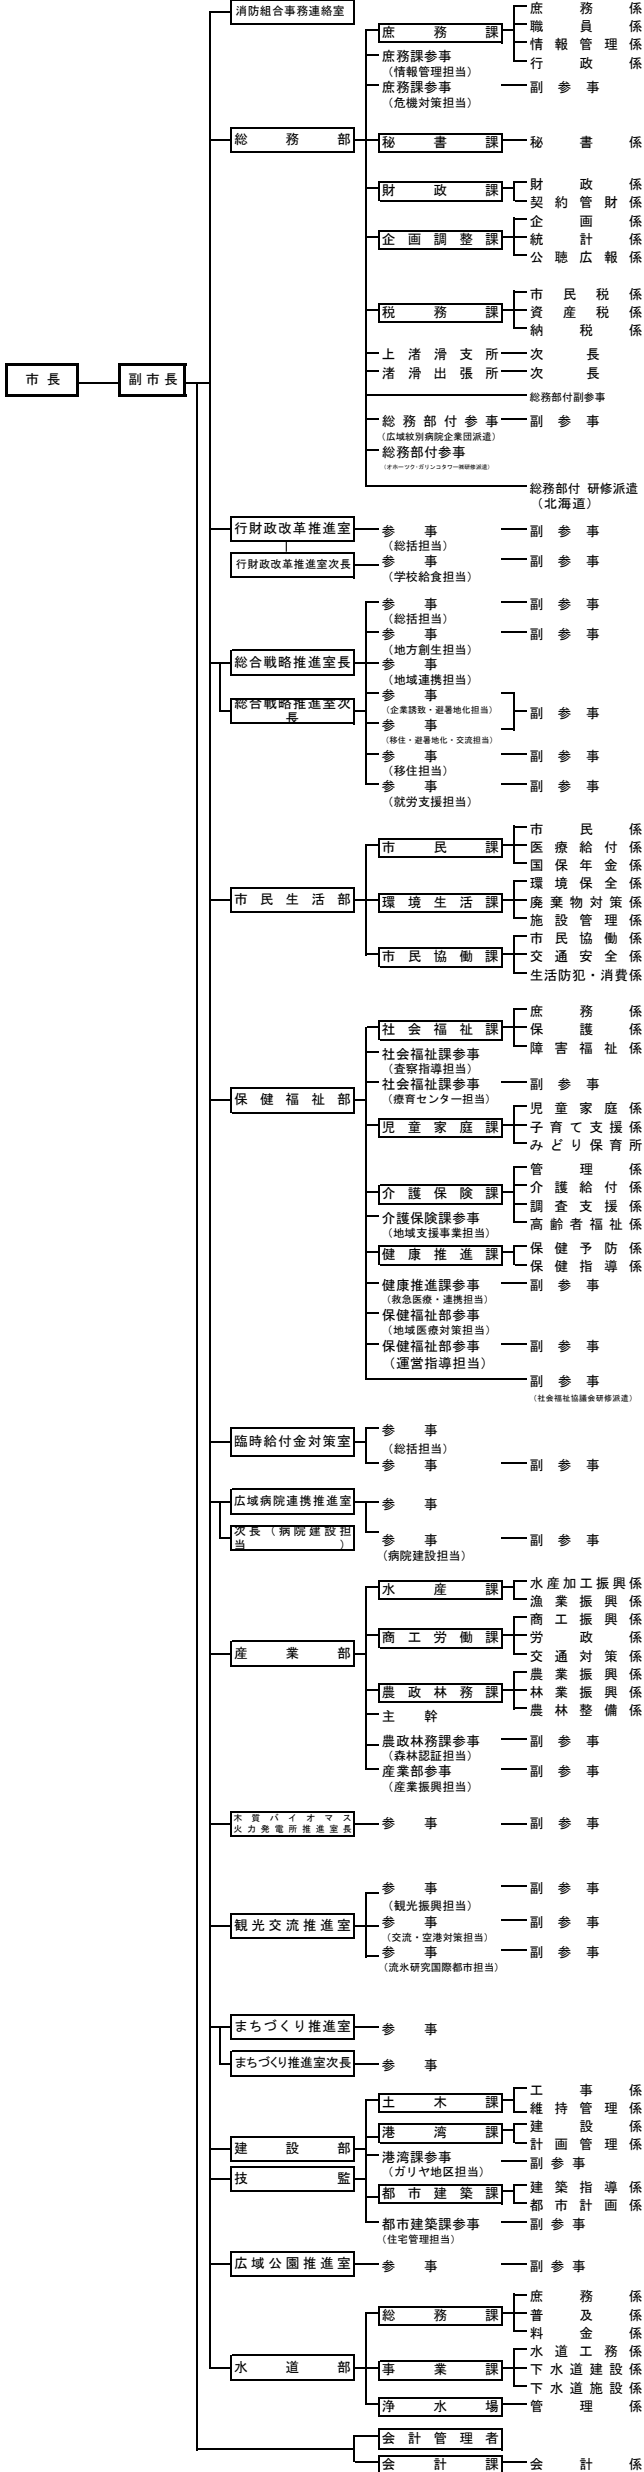 消防組合事務連絡室
庶務課
庶務係
職員係
情報管理係
行政係
庶務課参事
（情報管理担当）
庶務課参事 副参事
（危機対策担当）
総務部
秘書課 秘書係
財政課
財政係
契約管財係
企画調整課
企画係
統計係
公聴広報係
税務課
市民税係
資産税係
納税係
上渚滑支所 次長
渚滑出張所 次長
市長 副市長
総務部付副参事
総務部付参事 副参事
（広域紋別病院企業団派遣）
総務部付参事
（オホーツク・ガリンコタワー㈱研修派遣）
総務部付 研修派遣
（北海道）
行財政改革推進室 参事 副参事
（総括担当）
行財政改革推進室次長 参事 副参事
（学校給食担当）
参事 副参事
（総括担当）
参事 副参事
（地方創生担当）
総合戦略推進室長 参事
（地域連携担当）
参事
（企業誘致・避暑地化担当）
総合戦略推進室次長
副参事
参事
（移住・避暑地化・交流担当）
参事 副参事
（移住担当）
参事 副参事
（就労支援担当）
市民課
市民係
医療給付係
国保年金係
市民生活部
環境生活課
環境保全係
廃棄物対策係
施設管理係
市民協働課
市民協働係
交通安全係
生活防犯・消費係
社会福祉課
庶務係
保護係
障害福祉係
社会福祉課参事
（査察指導担当）
社会福祉課参事 副参事
（療育センター担当）
保健福祉部
児童家庭課
児童家庭係
子育て支援係
みどり保育所
介護保険課
管理係
介護給付係
調査支援係
高齢者福祉係
介護保険課参事
（地域支援事業担当）
健康推進課
保健予防係
保健指導係
健康推進課参事 副参事
（救急医療・連携担当）
保健福祉部参事
（地域医療対策担当）
保健福祉部参事 副参事
（運営指導担当）
副参事
（社会福祉協議会研修派遣）
臨時給付金対策室
参事
（総括担当）
参事 副参事
広域病院連携推進室 参事
次長（病院建設担当）
参事 副参事
（病院建設担当）
水産課
水産加工振興係
漁業振興係
産業部
商工労働課
商工振興係
労政係
交通対策係
農政林務課
農業振興係
林業振興係
農林整備係
主幹
農政林務課参事 副参事
（森林認証担当）
産業部参事 副参事
（産業振興担当）
木質バイオマス
火力発電所推進室長
参事 副参事
参事 副参事
（観光振興担当）
観光交流推進室 参事 副参事
（交流・空港対策担当）
参事 副参事
（流氷研究国際都市担当）
まちづくり推進室 参事
まちづくり推進室次長 参事
土木課
工事係
維持管理係
建設部
港湾課
建設係
計画管理係
港湾課参事 副参事
（ガリヤ地区担当）
技監
都市建築課
建築指導係
都市計画係
都市建築課参事 副参事
（住宅管理担当）
広域公園推進室 参事 副参事
総務課
庶務係
普及係
料金係
水道部
事業課
水道工務係
下水道建設係
下水道施設係
浄水場 管理係
会計管理者
会計課 会計係